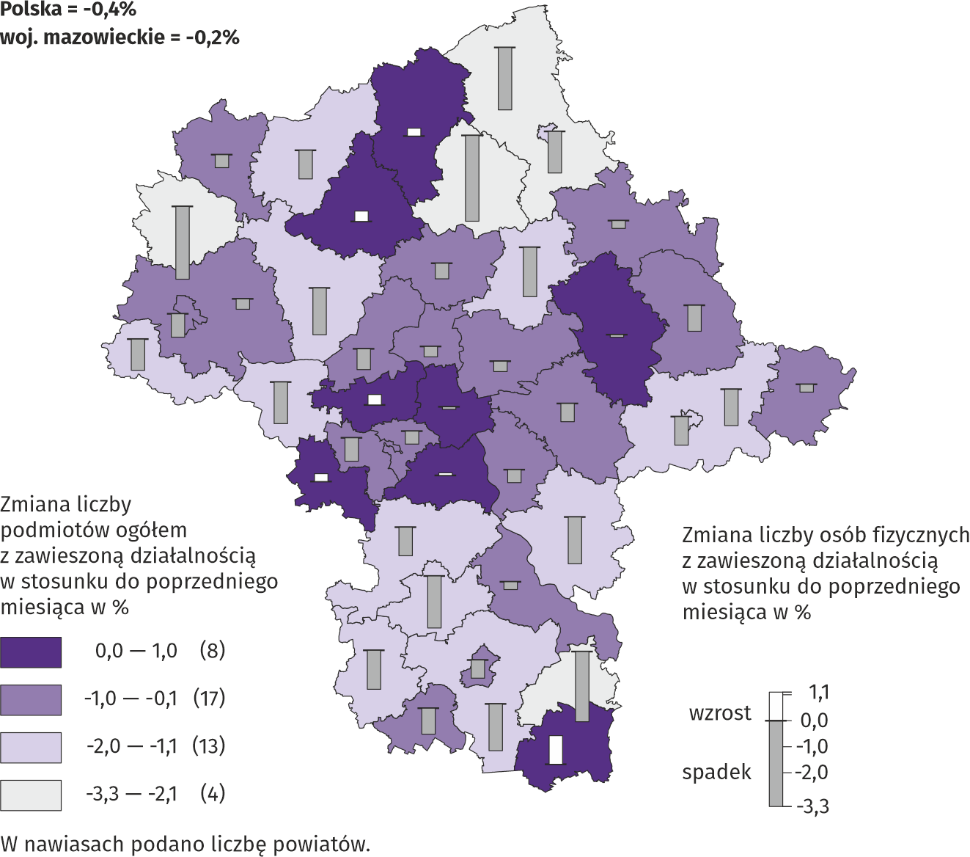 Polska = -0,4%
woj. mazowieckie = -0,2%
Zmiana liczby
podmiotów ogółem
z zawieszoną działalnością
w stosunku do poprzedniego
miesiąca w %
0,0 — 1,0 (8)
-1,0 — -0,1 (17)
-2,0 — -1,1 (13)
-3,3 — -2,1 (4)
W nawiasach podano liczbę powiatów.
Zmiana liczby osób fizycznych
z zawieszoną działalnością
w stosunku do poprzedniego
miesiąca w %
wzrost
spadek
1,1
0,0
-1,0
-2,0
-3,3